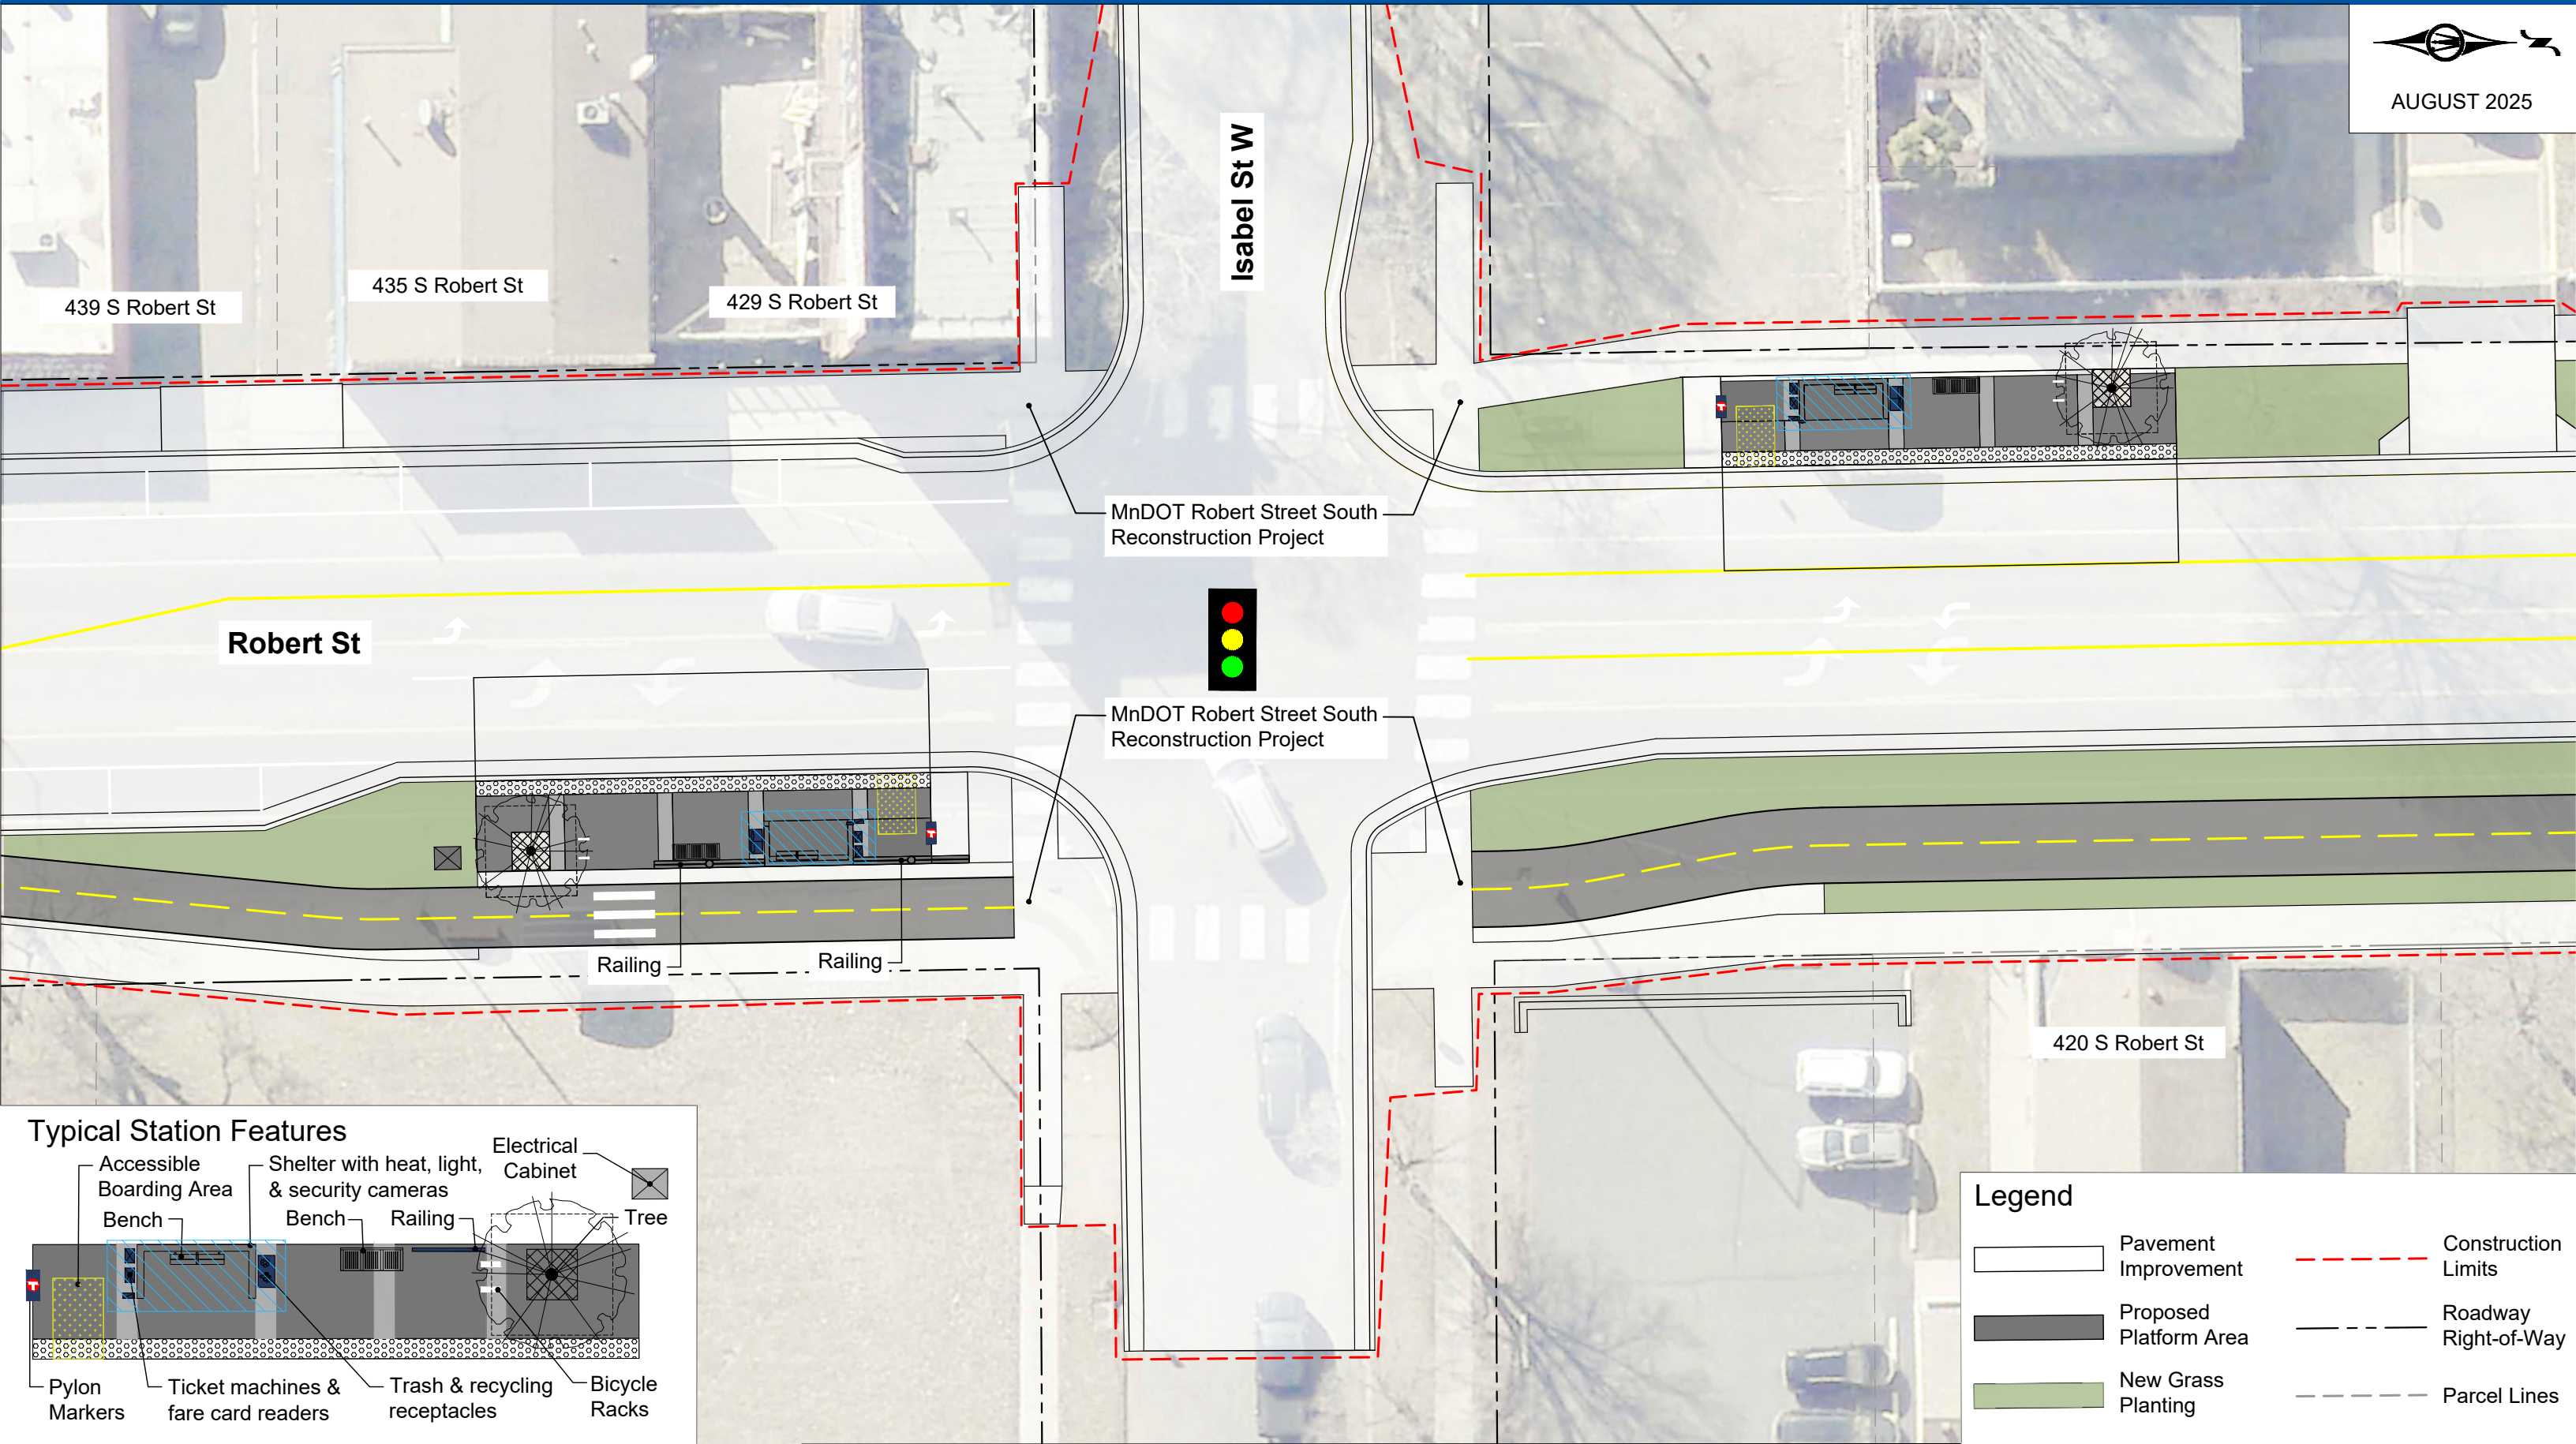 AUGUST 2025
Isabel St W
439 S Robert St
435 S Robert St
429 S Robert St
MnDOT Robert Street South
Reconstruction Project
Robert St
MnDOT Robert Street South
Reconstruction Project
Railing
Railing
420 S Robert St
Typical Station Features
Accessible
Boarding Area
Shelter with heat, light,
& security cameras
Electrical
Cabinet
Bench
Bench
Railing
Tree
Pylon
Markers
Ticket machines &
fare card readers
Trash & recycling
receptacles
Bicycle
Racks
Legend
Pavement
Improvement
Construction
Limits
Proposed
Platform Area
Roadway
Right-of-Way
New Grass
Planting
Parcel Lines